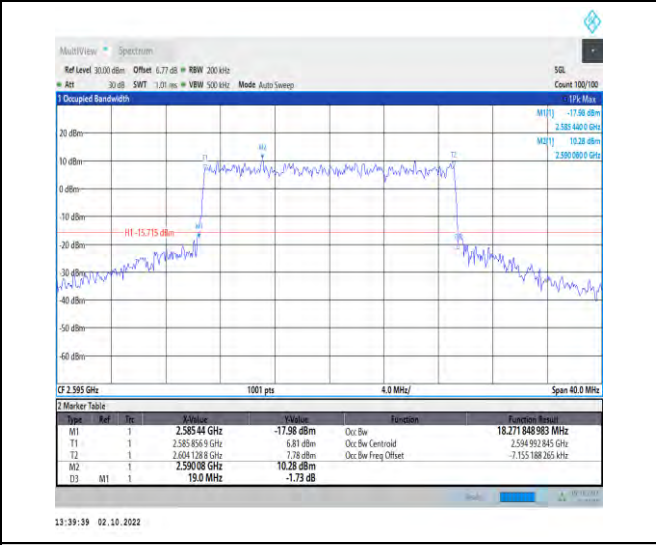 MultiView Spectrum
Ref Level 30.00 dBm Offset 6.77 dB RBW 200 kHz SGL
Att 30 dB SWT 1.01 ms VBW 500 kHz Mode Auto Sweep Count 100/100
1 Occupied Bandwidth 1Pk Max
M1[1] -17.98 dBm
2.585 4400 GHz
M2[1] 10.28 dBm
2.590 0800 GHz
20 dBm
M2
T1 T2
10 dBm
0 dBm
-10 dBm
H1 -15.715 dBm
M1
-20 dBm
-30 dBm
-40 dBm
-50 dBm
-60 dBm
CF 2.595 GHz 1001 pts 4.0 MHz/ Span 40.0 MHz
2 Marker Table
Type Ref Trc X-Value Y-Value Function Function Result
M1 1 2.58544 GHz -17.98 dBm Occ Bw 18.271 848 983 MHz
T1 1 2.585 856 9 GHz 6.81 dBm Occ Bw Centroid 2.594 992 845 GHz
T2 1 2.604 128 8 GHz 7.78 dBm Occ Bw Freq Offset -7.155 188 265 kHz
M2 1 2.59008 GHz 10.28 dBm
D3 M1 1 19.0 MHz -1.73 dB
13:39:39 02.10.2022